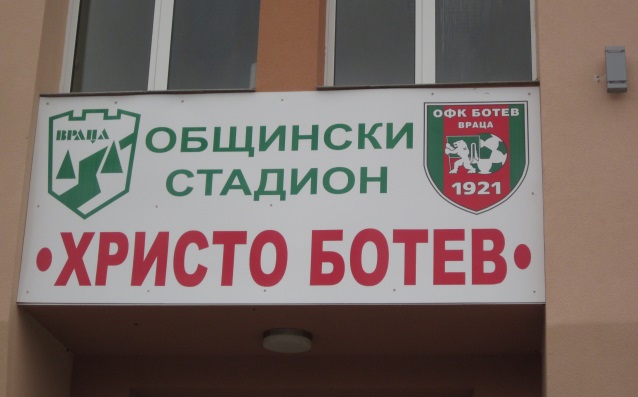 ВРАЦА
ОБЩИНСКИ
СТАДИОН
ОФК БОТЕВ
ВРАЦА
1921
•ХРИСТО БОТЕВ•